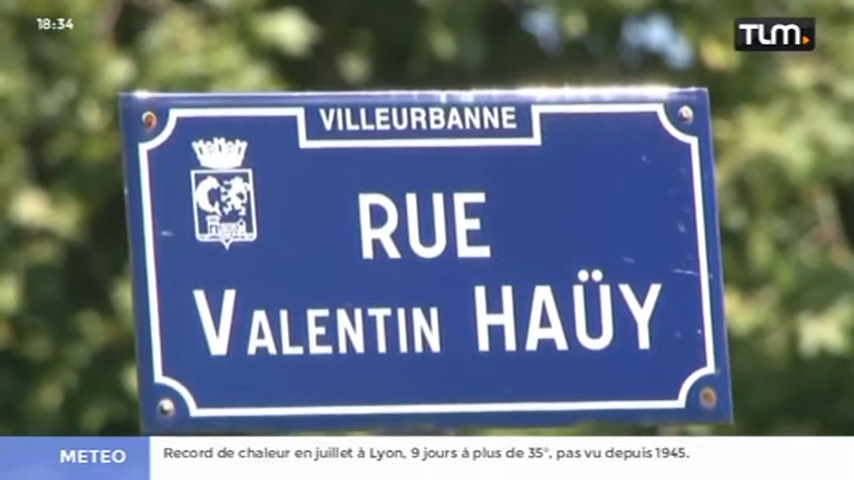 18:34
TLM.
VILLEURBANNE
RUE
VALENTIN HAÜY
METEO
Record de chaleur en juillet à Lyon, 9 jours à plus de 35°, pas vu depuis 1945.